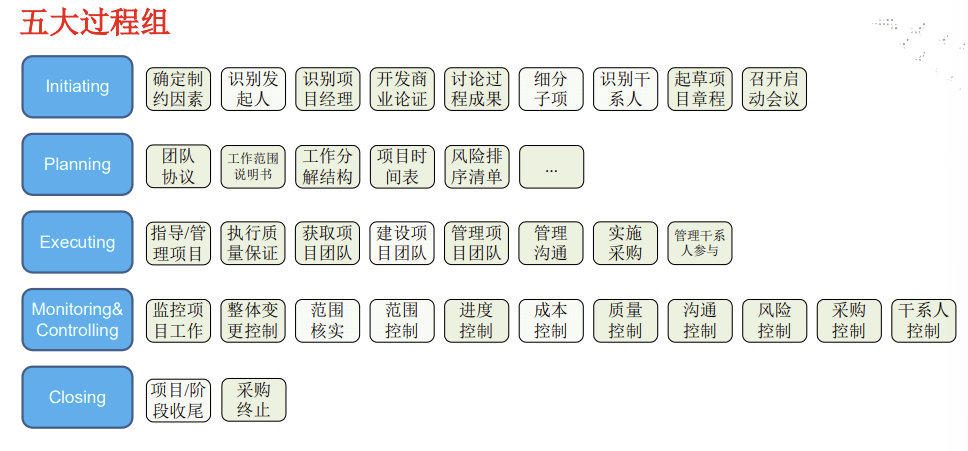 五大过程组
Initiating
确定制
约因素
识别发
起人
识别项
目经理
开发商
业论证
讨论过
程成果
细分
子项
识别干
系人
起草项
目章程
召开启
动会议
Planning
团队
协议
工作范围
说明书
工作分
解结构
项目时
间表
风险排
序清单
...
Executing
指导/管
理项目
执行质
量保证
获取项
目团队
建设项
目团队
管理项
目团队
管理
沟通
实施
采购
管理干系
人参与
Monitoring&
Controlling
监控项
目工作
整体变
更控制
范围
核实
范围
控制
进度
控制
成本
控制
质量
控制
沟通
控制
风险
控制
采购
控制
干系人
控制
Closing
项目/阶
段收尾
采购
终止